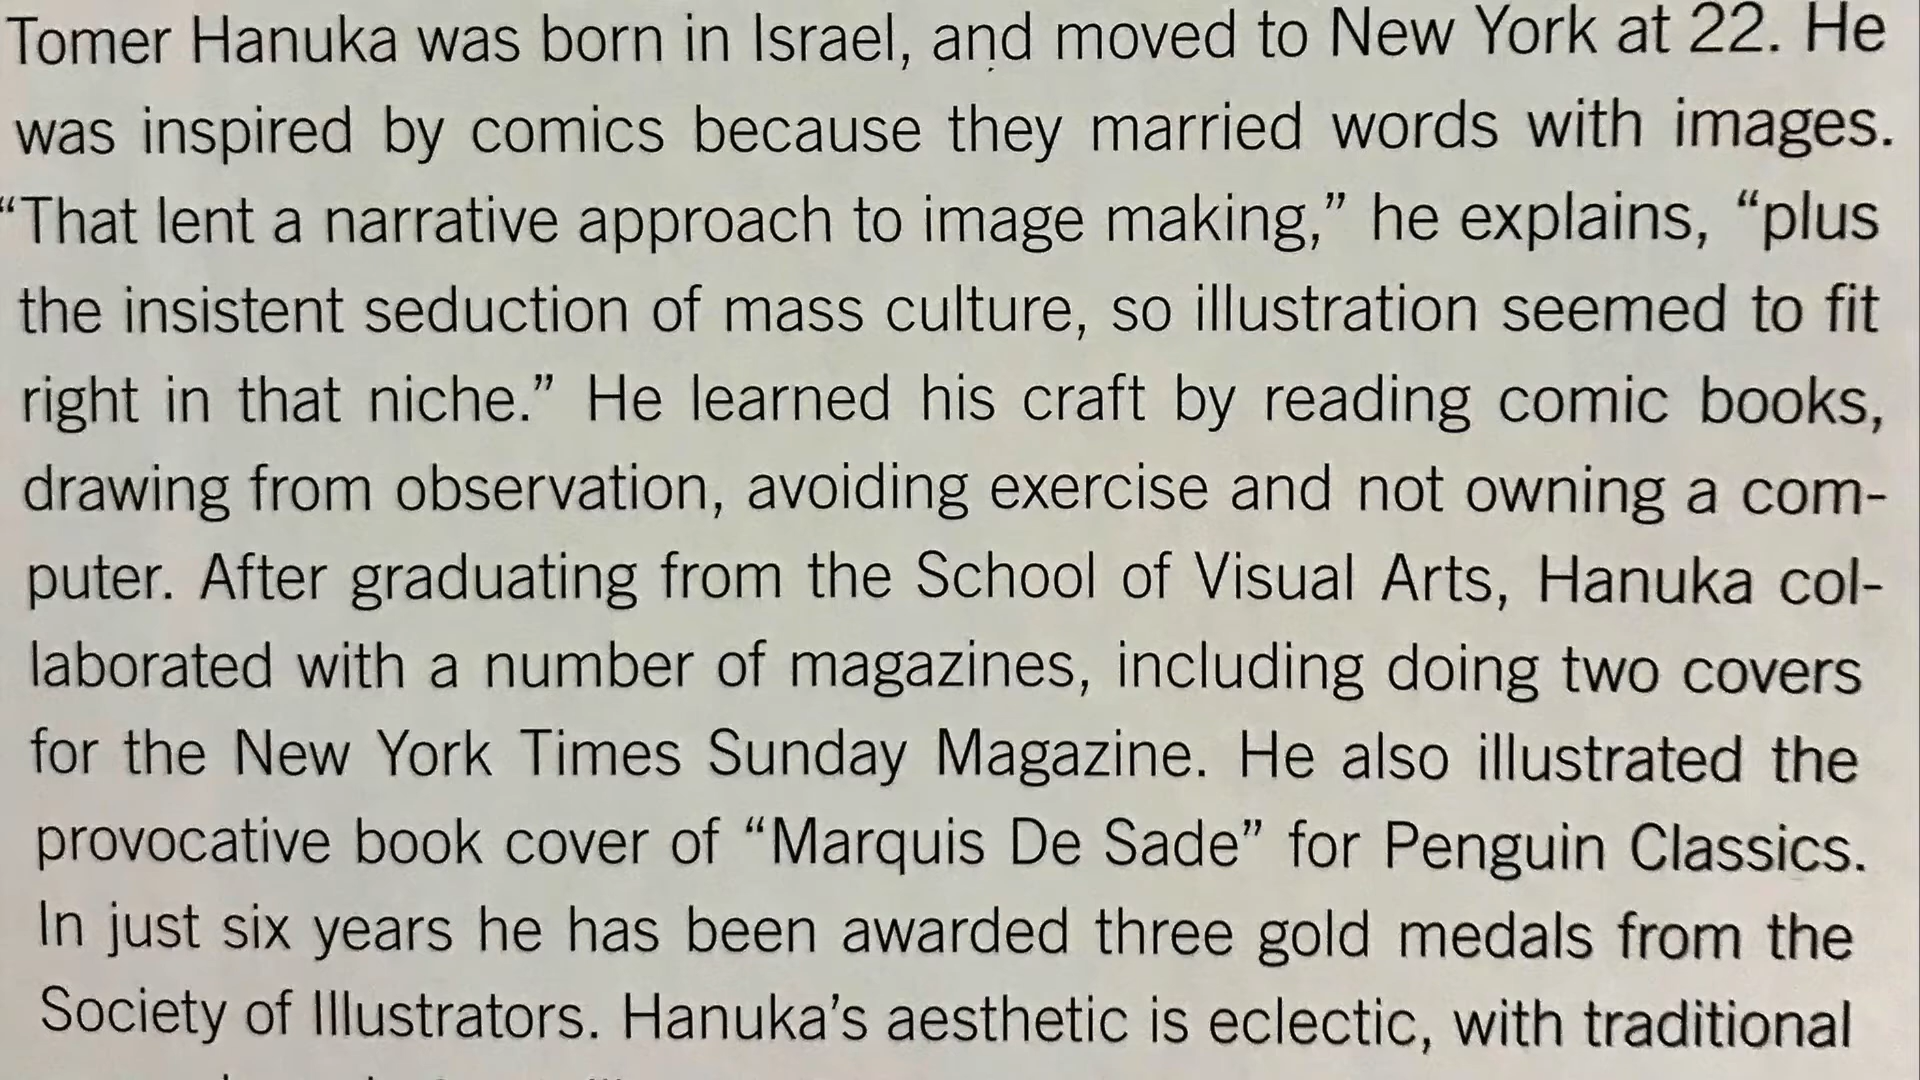 Tomer Hanuka was born in Israel, and moved to New York at 22. He
was inspired by comics because they married words with images.
“That lent a narrative approach to image making,” he explains, “plus
the insistent seduction of mass culture, so illustration seemed to fit
right in that niche.” He learned his craft by reading comic books,
drawing from observation, avoiding exercise and not owning a com-
puter. After graduating from the School of Visual Arts, Hanuka col-
laborated with a number of magazines, including doing two covers
for the New York Times Sunday Magazine. He also illustrated the
provocative book cover of “Marquis De Sade” for Penguin Classics.
In just six years he has been awarded three gold medals from the
Society of Illustrators. Hanuka’s aesthetic is eclectic, with traditional